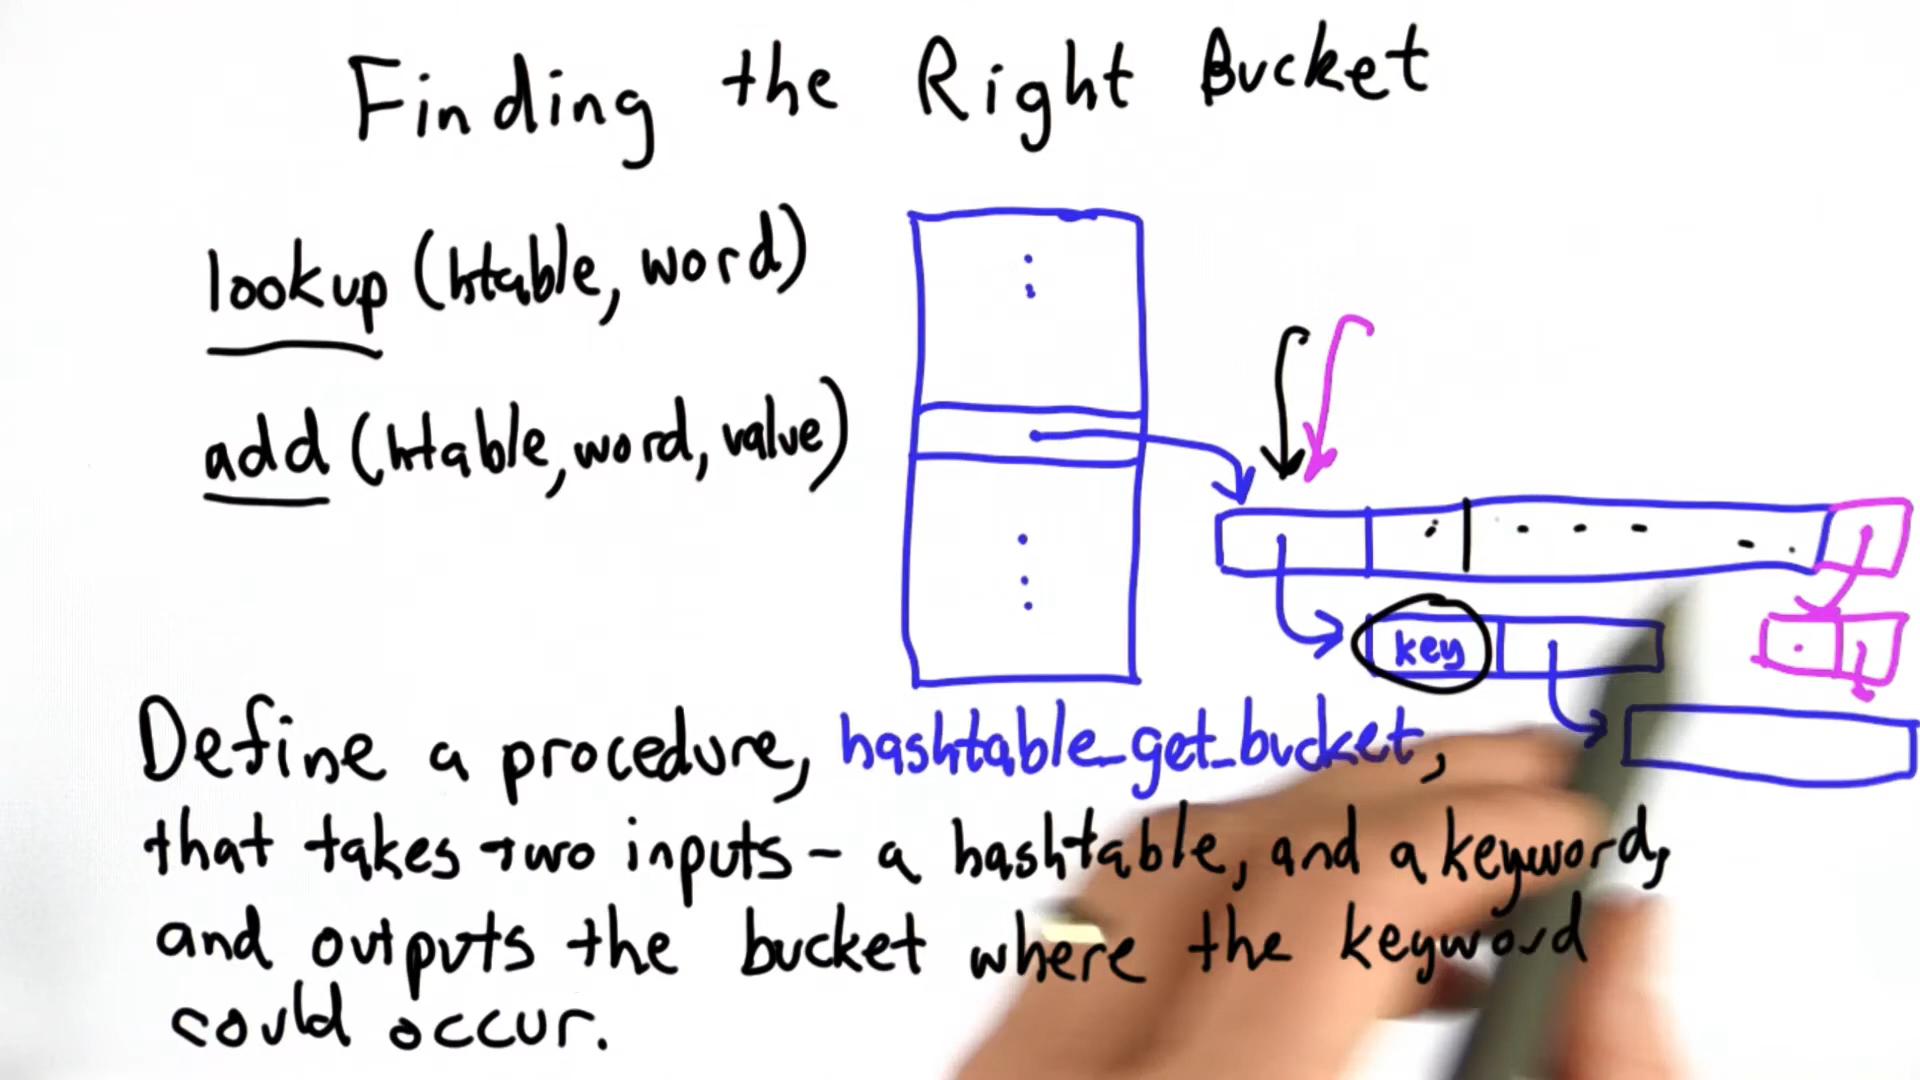 Finding the Right Bucket
lookup (htable, word)
add (htable, word, value)
key
Define a procedure, hashtable_get_bucket,
that takes two inputs - a hashtable, and a keyword,
and outputs the bucket where the keyword
could occur.